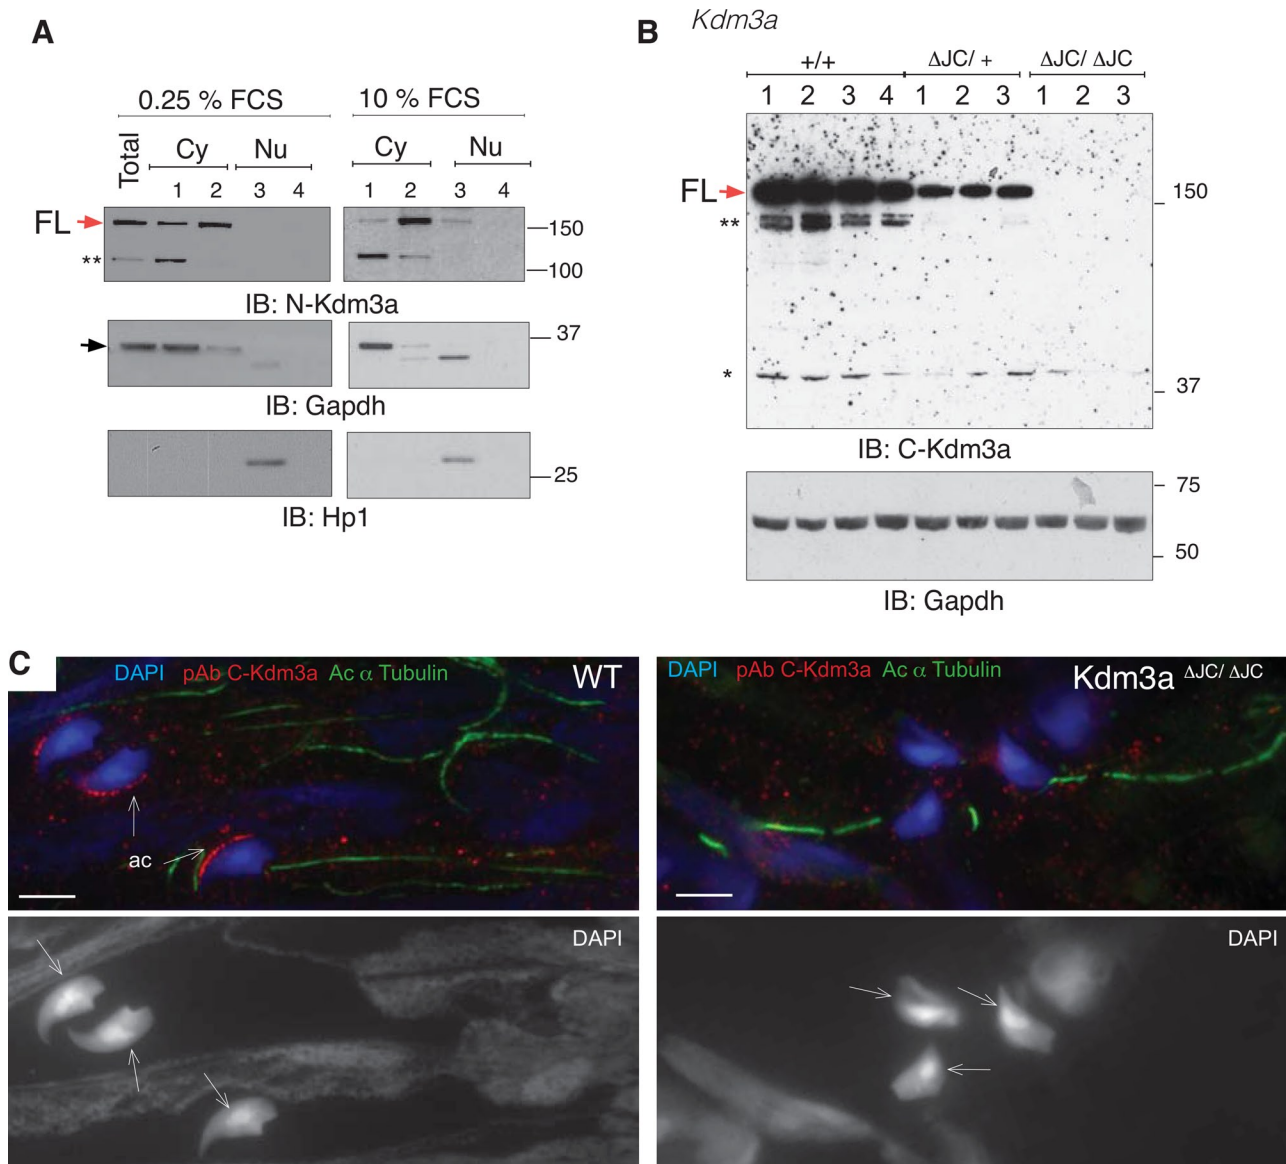 A
0.25 % FCS
10 % FCS
Total
Cy
Nu
Cy
Nu
1
2
3
4
1
2
3
4
FL
**
150
100
IB: N-Kdm3a
37
IB: Gapdh
25
IB: Hp1
B
Kdm3a
+/+
ΔJC/ +
ΔJC/ ΔJC
1 2 3 4 1 2 3 1 2 3
FL
**
*
150
37
IB: C-Kdm3a
75
50
IB: Gapdh
C
DAPI pAb C-Kdm3a Ac α Tubulin
WT
ac
DAPI
DAPI pAb C-Kdm3a Ac α Tubulin
Kdm3a ΔJC/ ΔJC
DAPI